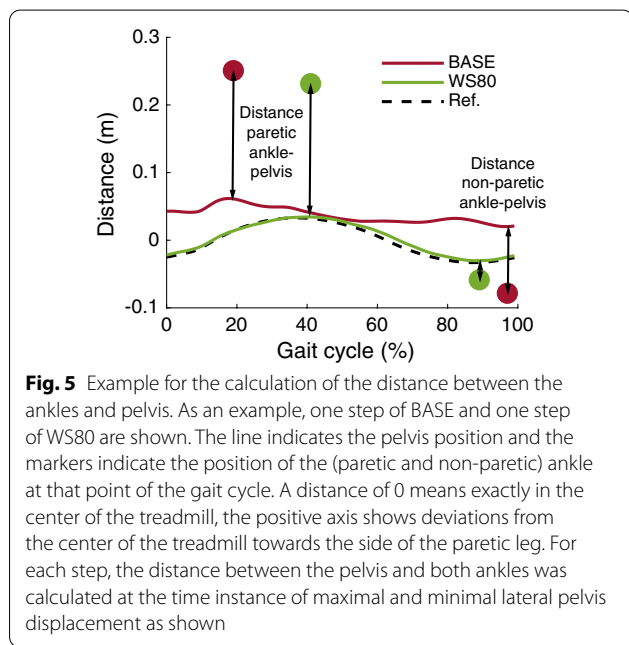 0.3
0.2
0.1
0
-0.1
Distance (m)
BASE
WS80
Ref.
Distance
paretic
ankle-
pelvis
Distance
non-paretic
ankle-pelvis
0 20 40 60 80 100
Gait cycle (%)
Fig. 5 Example for the calculation of the distance between the
ankles and pelvis. As an example, one step of BASE and one step
of WS80 are shown. The line indicates the pelvis position and the
markers indicate the position of the (paretic and non-paretic) ankle
at that point of the gait cycle. A distance of 0 means exactly in the
center of the treadmill, the positive axis shows deviations from
the center of the treadmill towards the side of the paretic leg. For
each step, the distance between the pelvis and both ankles was
calculated at the time instance of maximal and minimal lateral pelvis
displacement as shown